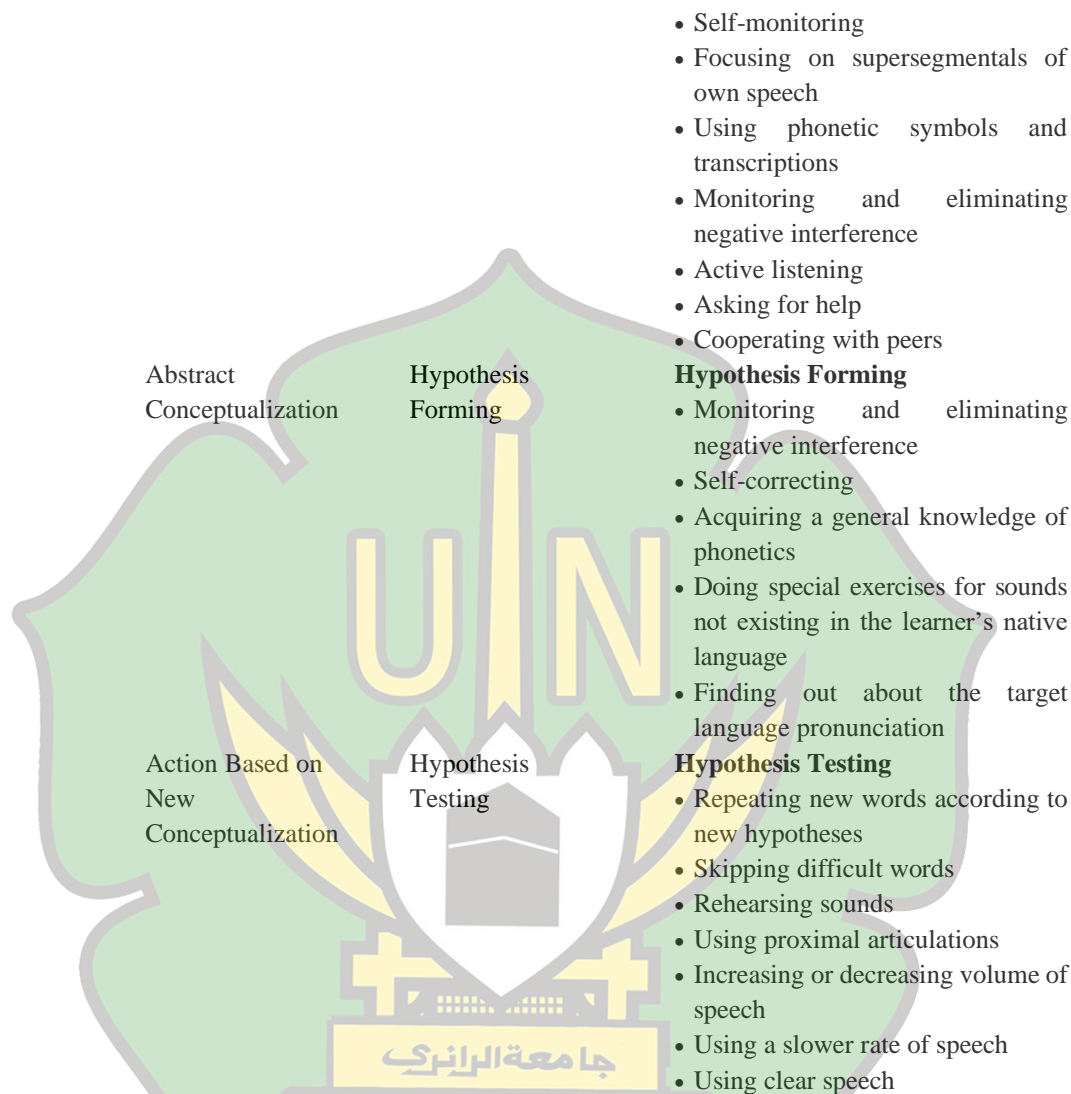 • Self-monitoring
• Focusing on supersegmentals of
own speech
• Using phonetic symbols and
transcriptions
• Monitoring and eliminating
negative interference
• Active listening
• Asking for help
• Cooperating with peers
Abstract Hypothesis Hypothesis Forming
Conceptualization Forming • Monitoring and eliminating
negative interference
• Self-correcting
• Acquiring a general knowledge of
phonetics
• Doing special exercises for sounds
not existing in the learner’s native
language
• Finding out about the target
language pronunciation
Action Based on Hypothesis Hypothesis Testing
New Testing • Repeating new words according to
Conceptualization new hypotheses
• Skipping difficult words
• Rehearsing sounds
• Using proximal articulations
• Increasing or decreasing volume of
speech
• Using a slower rate of speech
• Using clear speech
UIN
جامعةالرانري